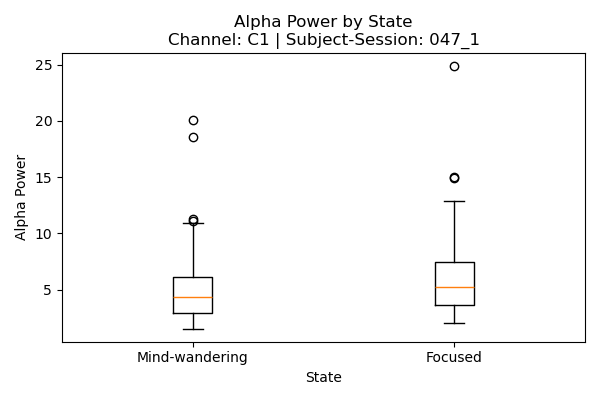 Alpha Power by State
Channel: C1 | Subject-Session: 047_1
25
20
15
10
5
Alpha Power
Mind-wandering
Focused
State